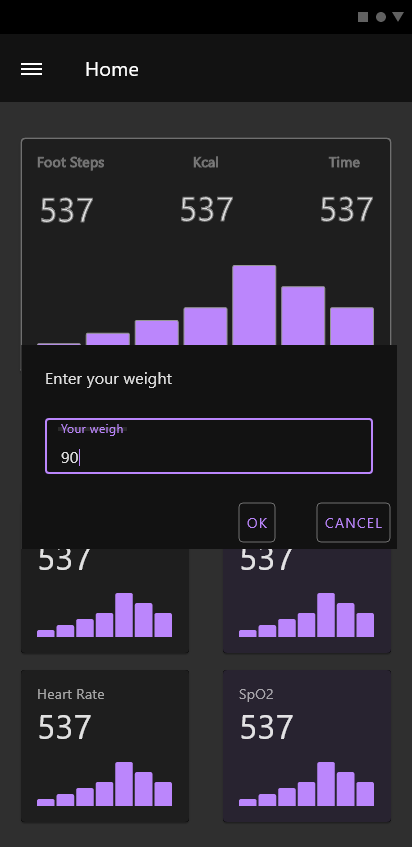 Home
Foot Steps Kcal Time
537 537 537
Enter your weight
Your weigh
90
OK CANCEL
537 537
Heart Rate SpO2
537 537